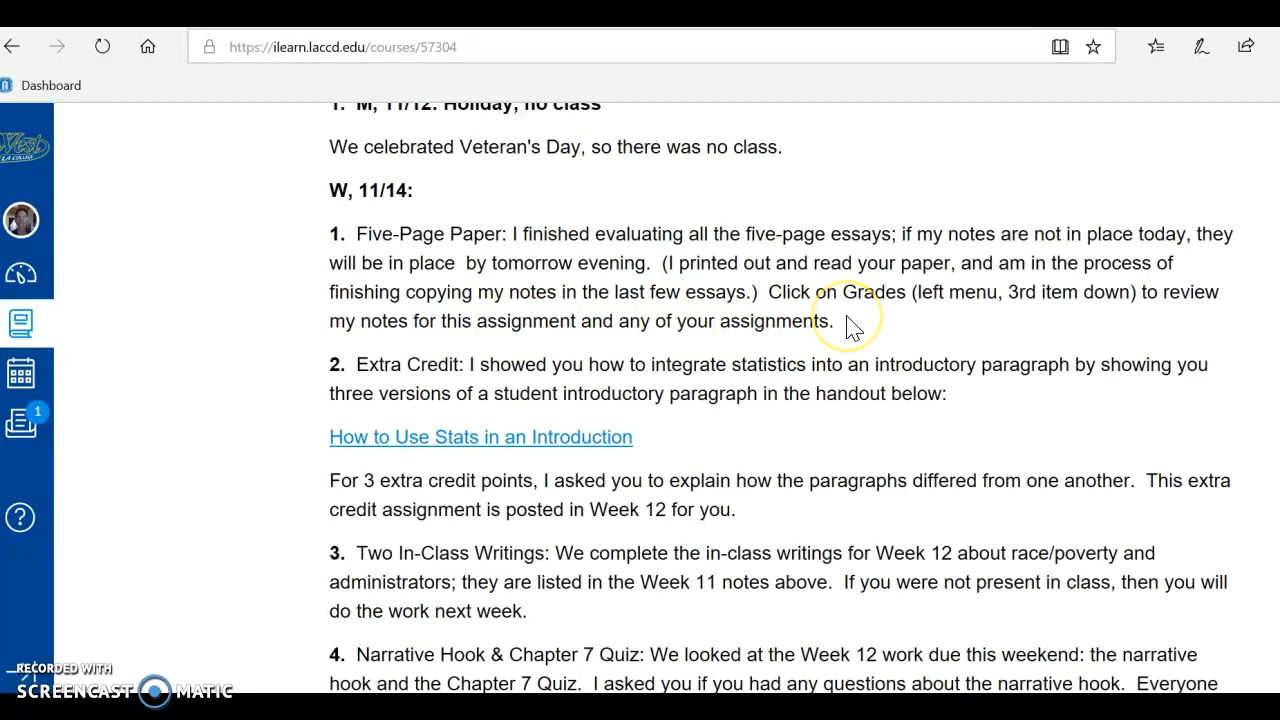 https://ilearn.laccd.edu/courses/57304
Dashboard
1. M, 11/12: Holiday, no class
West
LA COLLEGE
We celebrated Veteran's Day, so there was no class.
W, 11/14:
1. Five-Page Paper: I finished evaluating all the five-page essays; if my notes are not in place today, they
will be in place by tomorrow evening. (I printed out and read your paper, and am in the process of
finishing copying my notes in the last few essays.) Click on Grades (left menu, 3rd item down) to review
my notes for this assignment and any of your assignments.
2. Extra Credit: I showed you how to integrate statistics into an introductory paragraph by showing you
three versions of a student introductory paragraph in the handout below:
1
How to Use Stats in an Introduction
For 3 extra credit points, I asked you to explain how the paragraphs differed from one another. This extra
credit assignment is posted in Week 12 for you.
3. Two In-Class Writings: We complete the in-class writings for Week 12 about race/poverty and
administrators; they are listed in the Week 11 notes above. If you were not present in class, then you will
do the work next week.
4. Narrative Hook & Chapter 7 Quiz: We looked at the Week 12 work due this weekend: the narrative
hook and the Chapter 7 Quiz. I asked you if you had any questions about the narrative hook. Everyone
RECORDED WITH
SCREENCAST MATIC